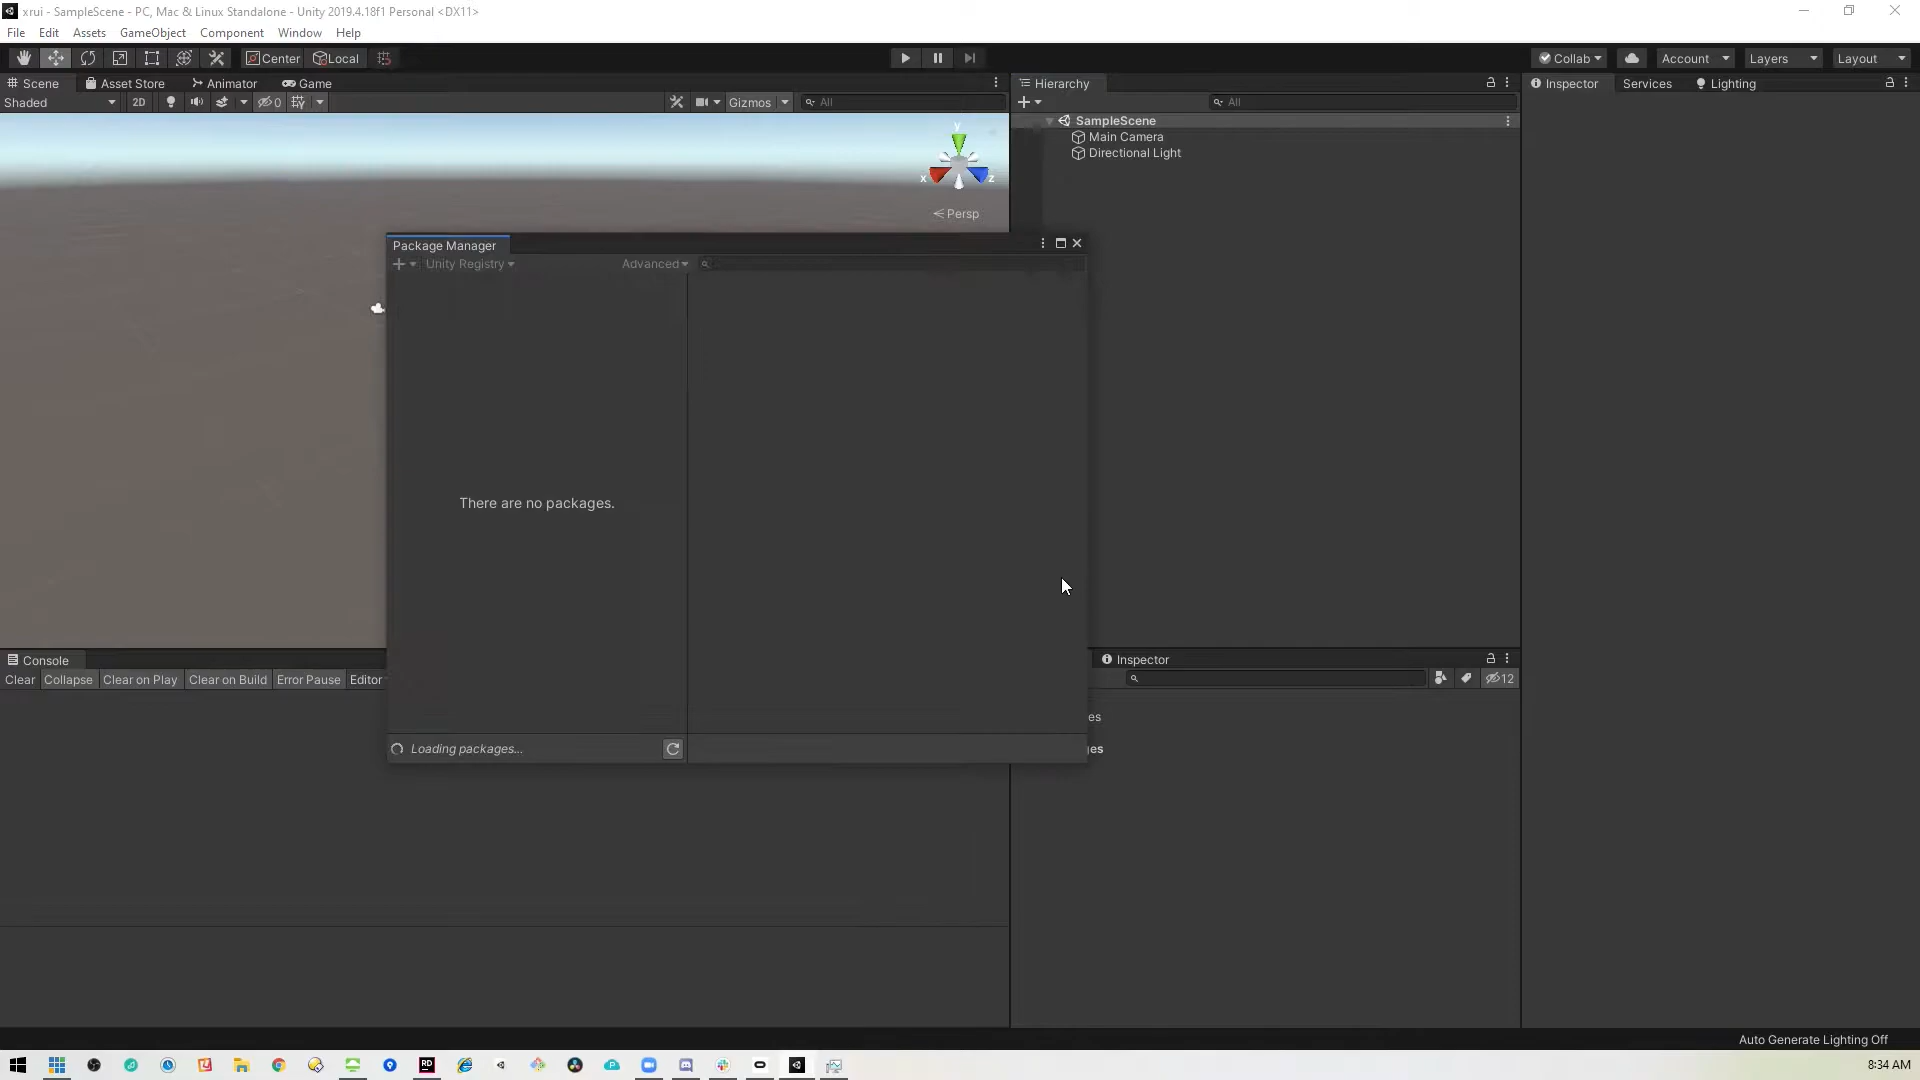 xrui - SampleScene - PC, Mac & Linux Standalone - Unity 2019.4.18f1 Personal <DX11>
File Edit Assets GameObject Component Window Help
Center Local Collab Account Layers Layout
Scene Asset Store Animator Game Hierarchy Inspector Services Lighting
Shaded 2D 0 Gizmos All All
SampleScene
Main Camera
Directional Light
y
x
z
Persp
Package Manager
Unity Registry Advanced
There are no packages.
Loading packages...
Console Inspector
Clear Collapse Clear on Play Clear on Build Error Pause Editor 12
es
ges
Auto Generate Lighting Off
RD
8:34 AM